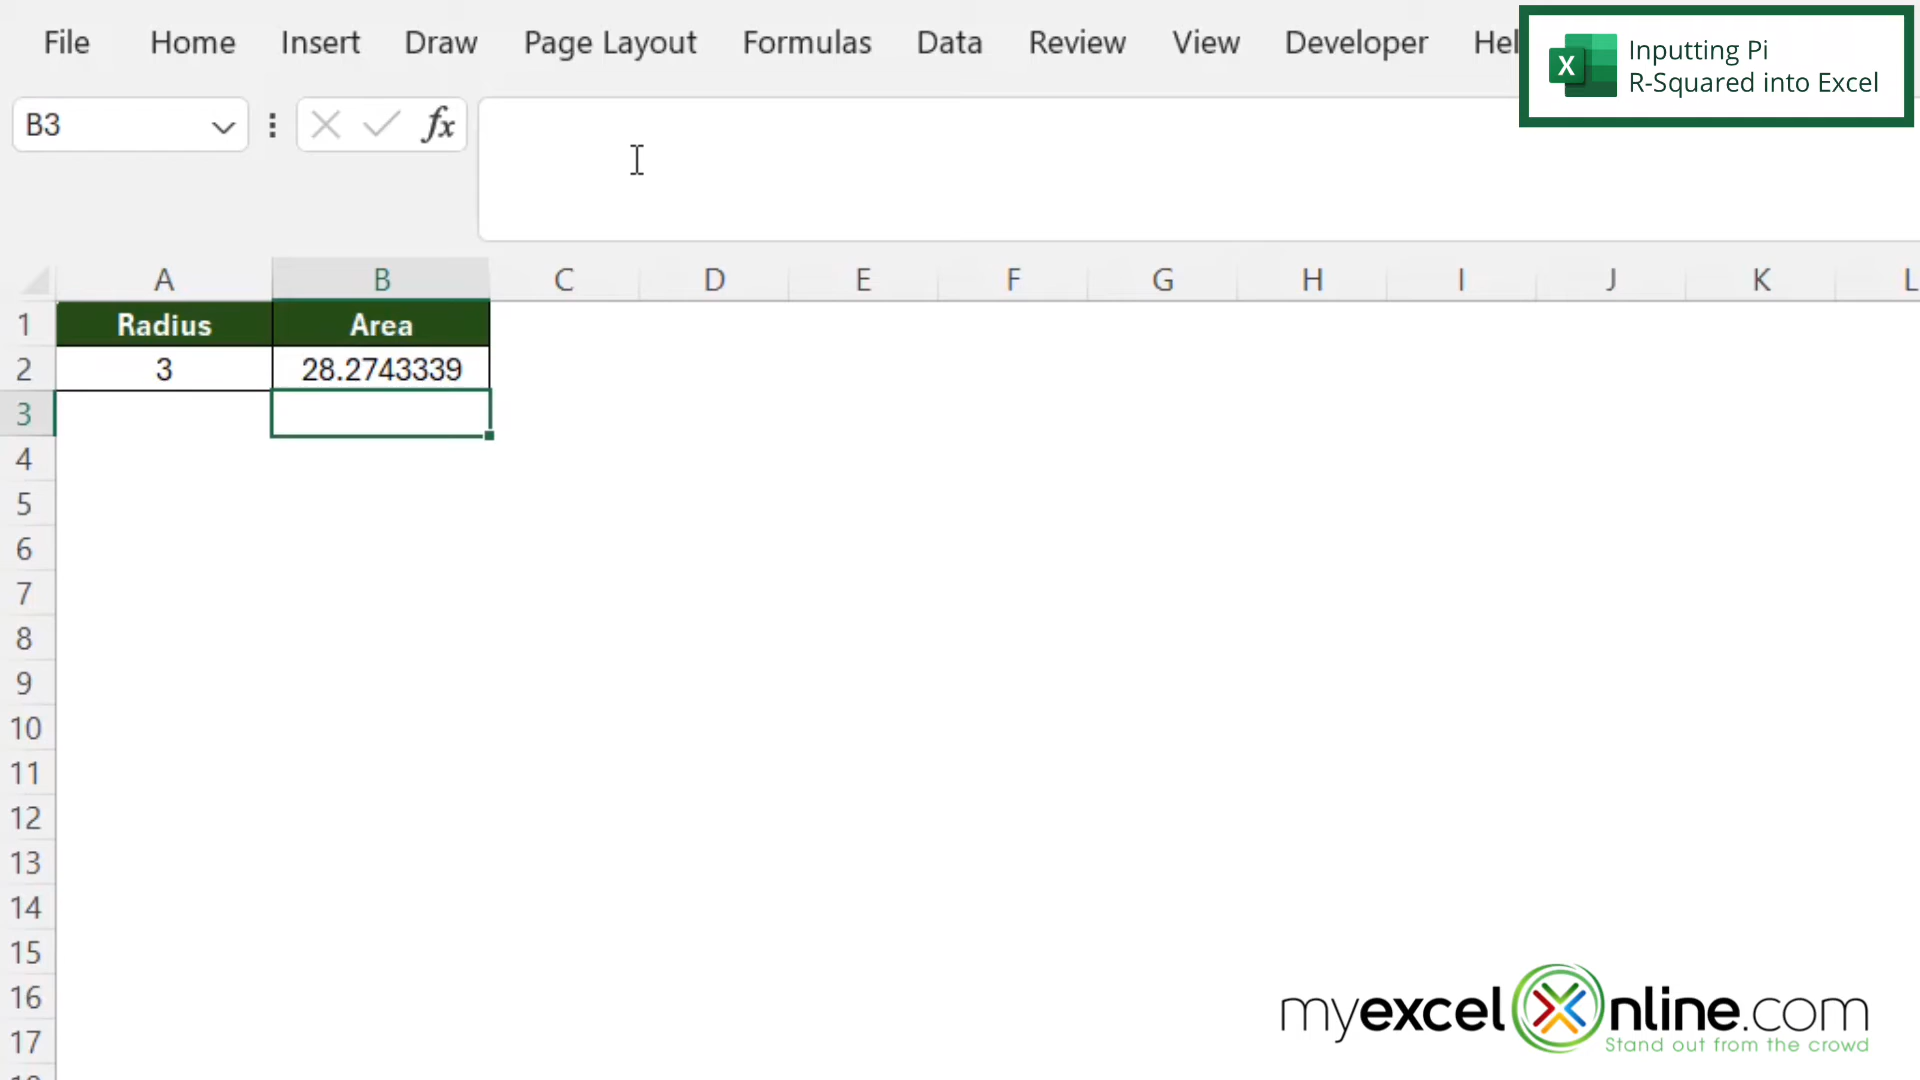 File Home Insert Draw Page Layout Formulas Data Review View Developer Hel
Inputting Pi
R-Squared into Excel
X
B3 fx
A B C D E F G H I J K L
1 Radius Area
2 3 28.2743339
3
4
5
6
7
8
9
10
11
12
13
14
15
16
17
myexcelonline.com
Stand out from the crowd